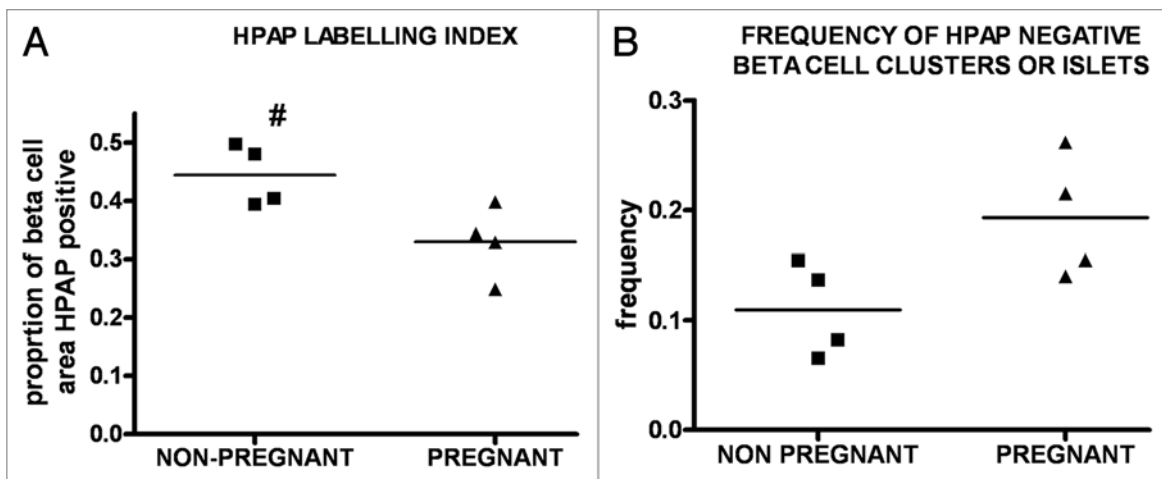 A
HPAP LABELLING INDEX
#
proprtion of beta cell
area HPAP positive
0.5
0.4
0.3
0.2
0.1
0.0
NON-PREGNANT
PREGNANT
B
FREQUENCY OF HPAP NEGATIVE
BETA CELL CLUSTERS OR ISLETS
frequency
0.3
0.2
0.1
0.0
NON PREGNANT
PREGNANT